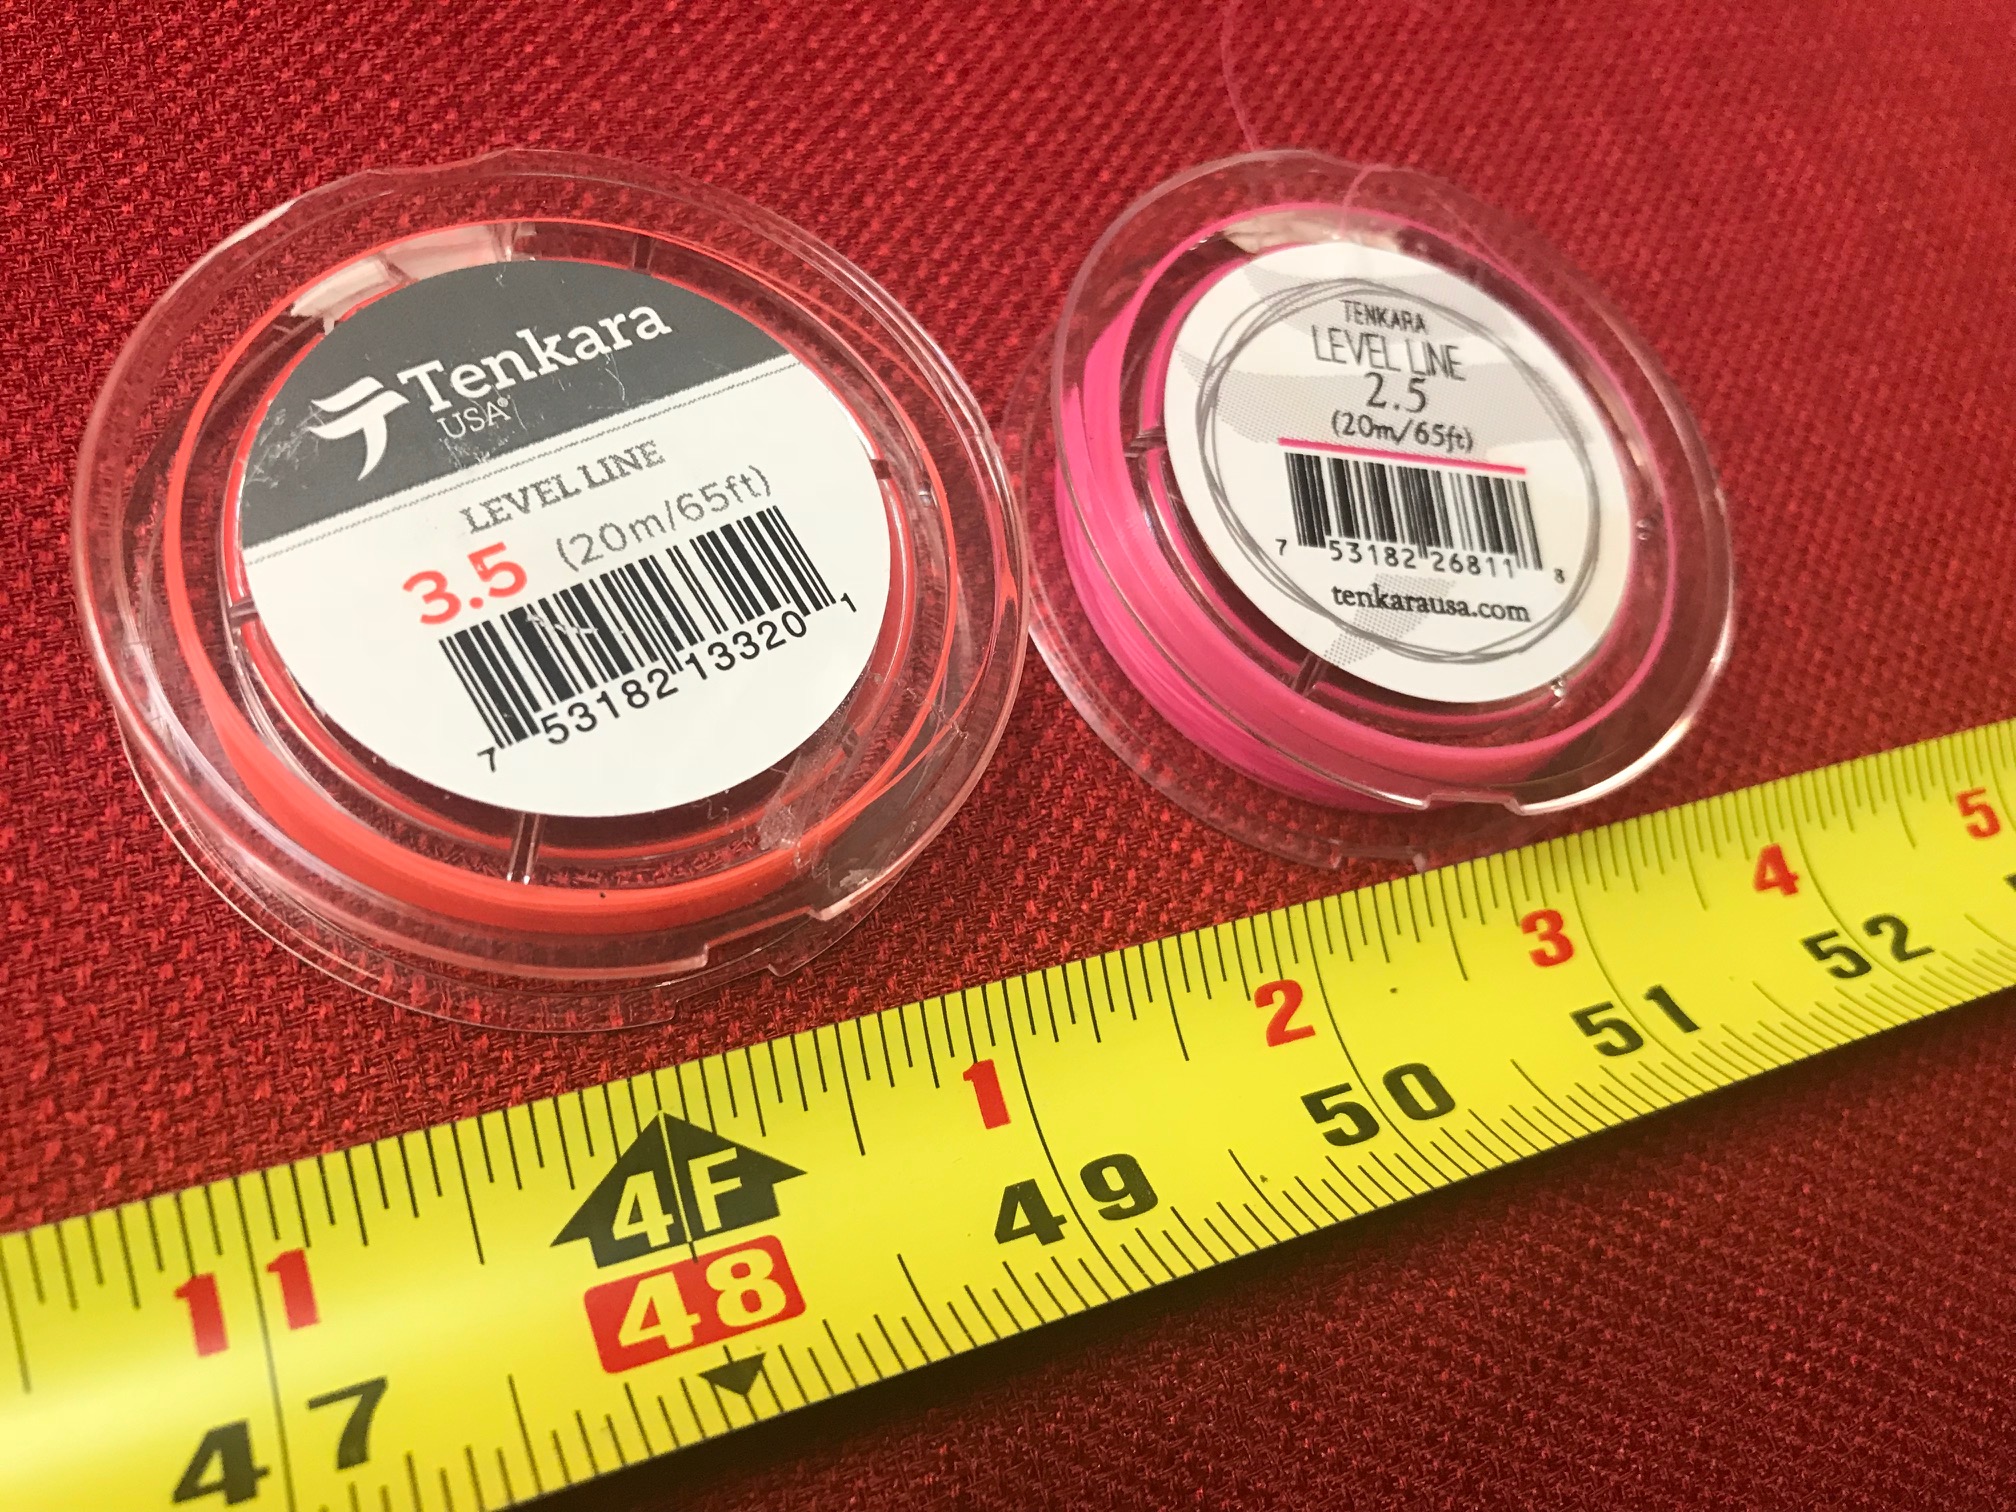 Tenkara
USA®
LEVEL LINE
3.5 (20m/65ft)
7 53182 13320 1
TENKARA
LEVEL LINE
2.5
(20m/65ft)
7 53182 26811 8
tenkarausa.com
11 4F 1 2 3 4 5
47 48 49 50 51 52